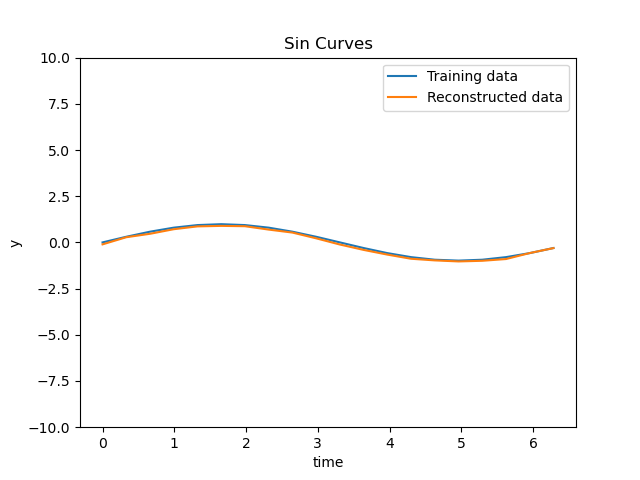 Sin Curves
Training data
Reconstructed data
10.0
7.5
5.0
2.5
0.0
−2.5
−5.0
−7.5
−10.0
y
0 1 2 3 4 5 6
time